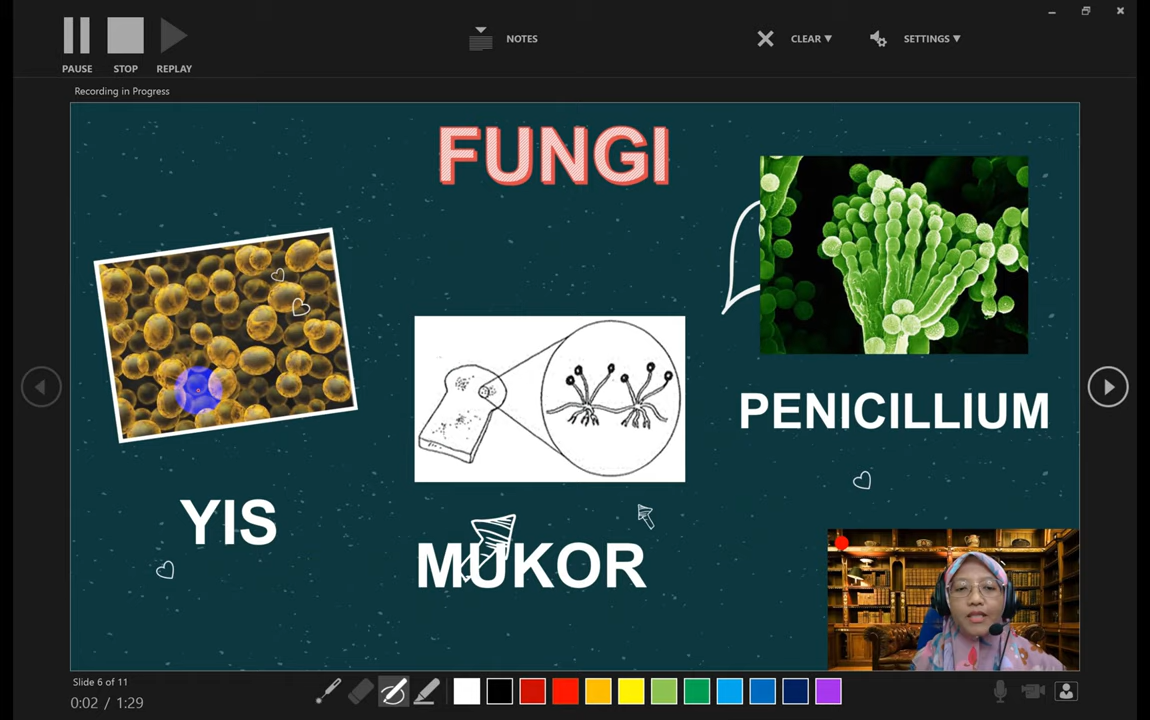 PAUSE
STOP
REPLAY
NOTES
CLEAR
SETTINGS
Recording in Progress
FUNGI
PENICILLIUM
YIS
MUKOR
Slide 6 of 11
0:02 / 1:29